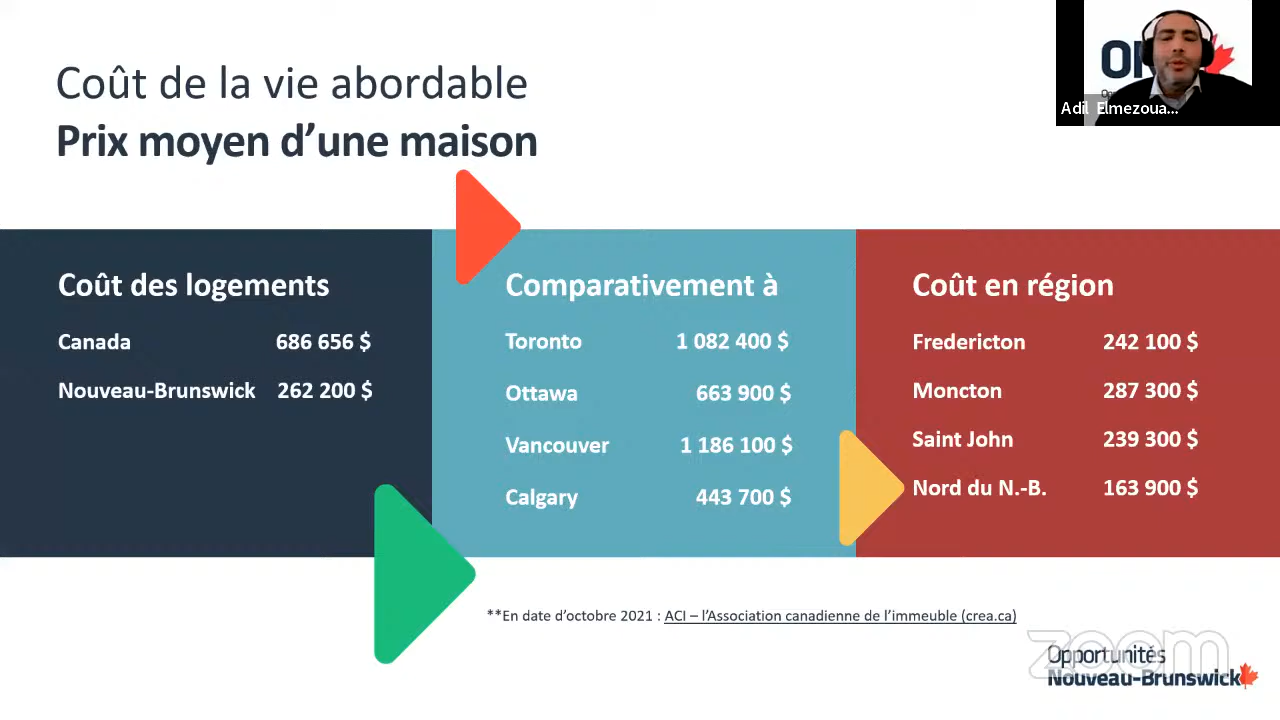 Coût de la vie abordable
Prix moyen d’une maison
Adil Elmezoua...
Coût des logements
Canada 686 656 $
Nouveau-Brunswick 262 200 $
Comparativement à
Toronto 1 082 400 $
Ottawa 663 900 $
Vancouver 1 186 100 $
Calgary 443 700 $
Coût en région
Fredericton 242 100 $
Moncton 287 300 $
Saint John 239 300 $
Nord du N.-B. 163 900 $
**En date d’octobre 2021 : ACI – l’Association canadienne de l’immeuble (crea.ca)
zoom
Opportunités
Nouveau-Brunswick